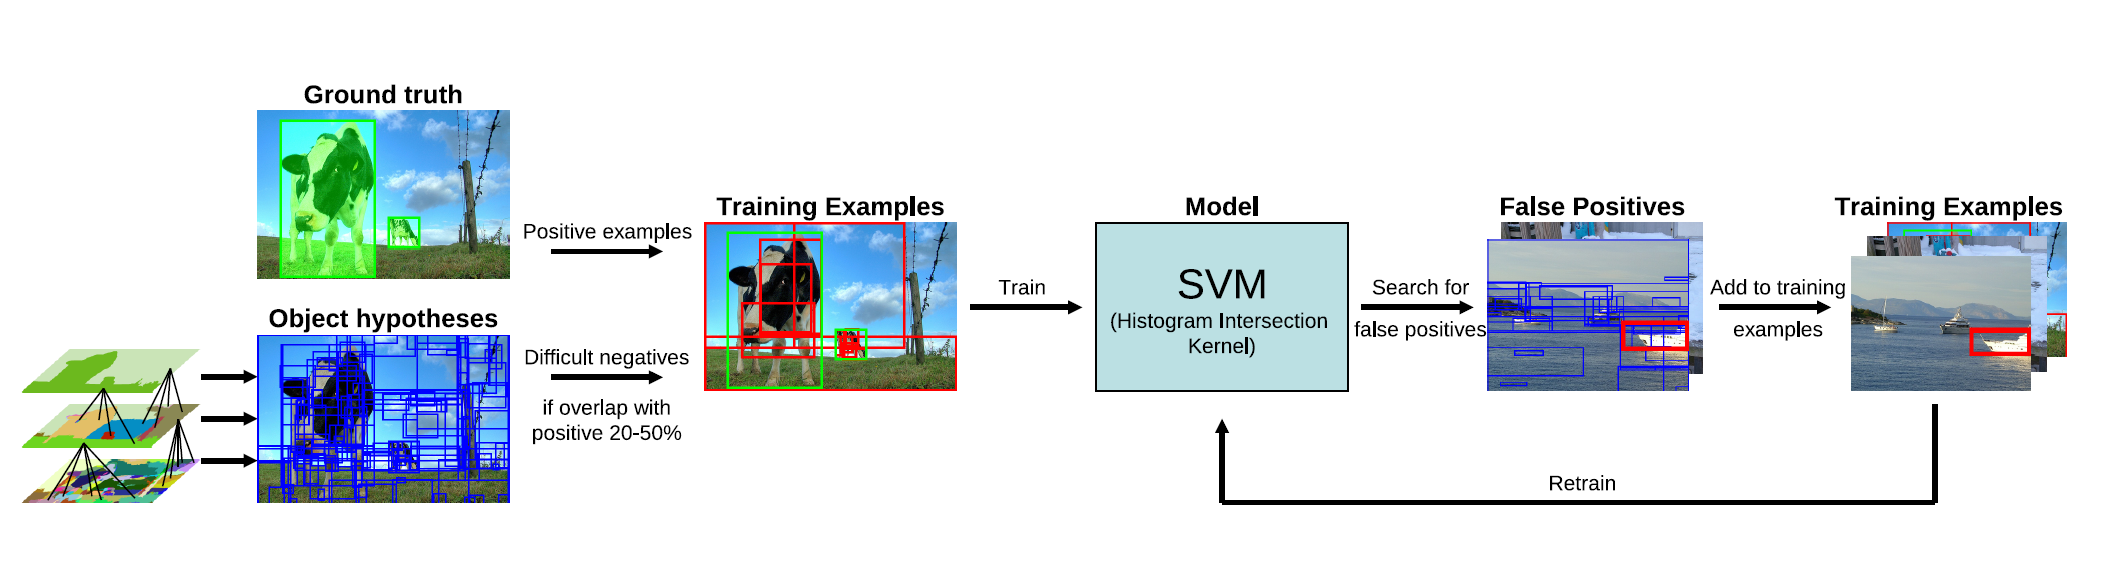 Ground truth
Positive examples
Object hypotheses
Difficult negatives
if overlap with
positive 20-50%
Training Examples
Train
Model
SVM
(Histogram Intersection
Kernel)
Search for
false positives
False Positives
Add to training
examples
Training Examples
Retrain